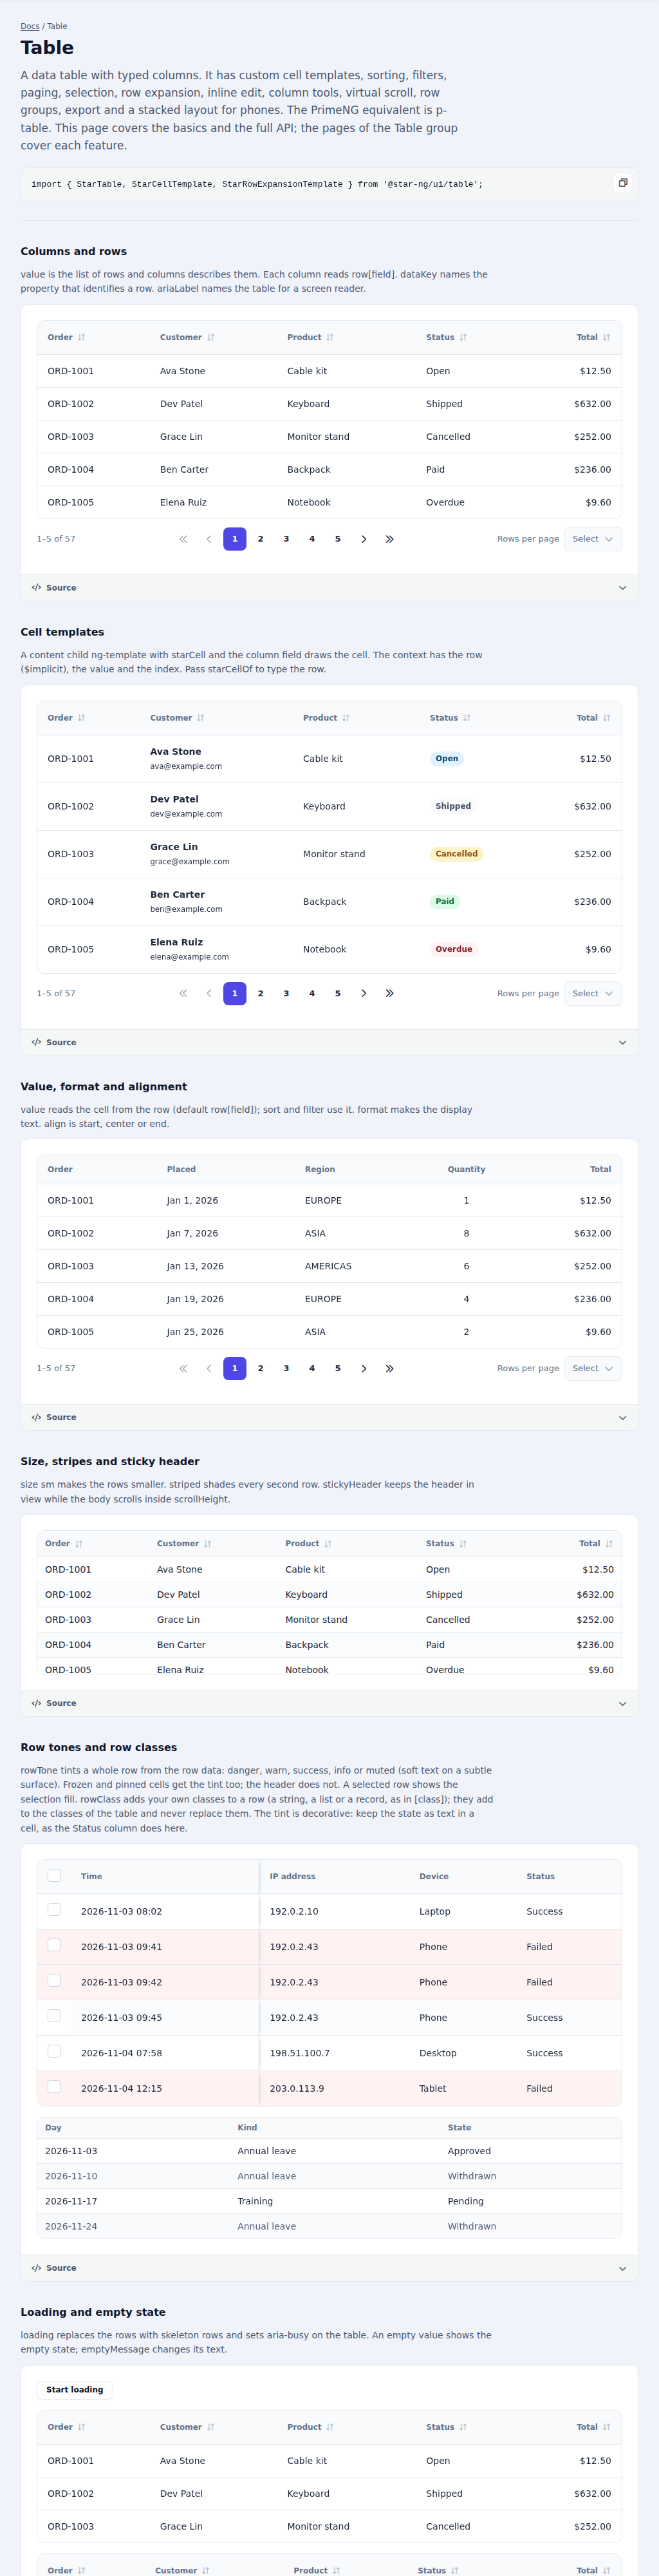 Docs / Table
Table
A data table with typed columns. It has custom cell templates, sorting, filters,
paging, selection, row expansion, inline edit, column tools, virtual scroll, row
groups, export and a stacked layout for phones. The PrimeNG equivalent is p-
table. This page covers the basics and the full API; the pages of the Table group
cover each feature.
import { StarTable, StarCellTemplate, StarRowExpansionTemplate } from '@star-ng/ui/table';
Columns and rows
value is the list of rows and columns describes them. Each column reads row[field]. dataKey names the
property that identifies a row. ariaLabel names the table for a screen reader.
Order Customer Product Status Total
ORD-1001 Ava Stone Cable kit Open $12.50
ORD-1002 Dev Patel Keyboard Shipped $632.00
ORD-1003 Grace Lin Monitor stand Cancelled $252.00
ORD-1004 Ben Carter Backpack Paid $236.00
ORD-1005 Elena Ruiz Notebook Overdue $9.60
1–5 of 57 1 2 3 4 5 Rows per page Select
Source
Cell templates
A content child ng-template with starCell and the column field draws the cell. The context has the row
($implicit), the value and the index. Pass starCellOf to type the row.
Order Customer Product Status Total
ORD-1001 Ava Stone Cable kit Open $12.50
ava@example.com
ORD-1002 Dev Patel Keyboard Shipped $632.00
dev@example.com
ORD-1003 Grace Lin Monitor stand Cancelled $252.00
grace@example.com
ORD-1004 Ben Carter Backpack Paid $236.00
ben@example.com
ORD-1005 Elena Ruiz Notebook Overdue $9.60
elena@example.com
1–5 of 57 1 2 3 4 5 Rows per page Select
Source
Value, format and alignment
value reads the cell from the row (default row[field]); sort and filter use it. format makes the display
text. align is start, center or end.
Order Placed Region Quantity Total
ORD-1001 Jan 1, 2026 EUROPE 1 $12.50
ORD-1002 Jan 7, 2026 ASIA 8 $632.00
ORD-1003 Jan 13, 2026 AMERICAS 6 $252.00
ORD-1004 Jan 19, 2026 EUROPE 4 $236.00
ORD-1005 Jan 25, 2026 ASIA 2 $9.60
1–5 of 57 1 2 3 4 5 Rows per page Select
Source
Size, stripes and sticky header
size sm makes the rows smaller. striped shades every second row. stickyHeader keeps the header in
view while the body scrolls inside scrollHeight.
Order Customer Product Status Total
ORD-1001 Ava Stone Cable kit Open $12.50
ORD-1002 Dev Patel Keyboard Shipped $632.00
ORD-1003 Grace Lin Monitor stand Cancelled $252.00
ORD-1004 Ben Carter Backpack Paid $236.00
ORD-1005 Elena Ruiz Notebook Overdue $9.60
Source
Row tones and row classes
rowTone tints a whole row from the row data: danger, warn, success, info or muted (soft text on a subtle
surface). Frozen and pinned cells get the tint too; the header does not. A selected row shows the
selection fill. rowClass adds your own classes to a row (a string, a list or a record, as in [class]); they add
to the classes of the table and never replace them. The tint is decorative: keep the state as text in a
cell, as the Status column does here.
Time IP address Device Status
2026-11-03 08:02 192.0.2.10 Laptop Success
2026-11-03 09:41 192.0.2.43 Phone Failed
2026-11-03 09:42 192.0.2.43 Phone Failed
2026-11-03 09:45 192.0.2.43 Phone Success
2026-11-04 07:58 198.51.100.7 Desktop Success
2026-11-04 12:15 203.0.113.9 Tablet Failed
Day Kind State
2026-11-03 Annual leave Approved
2026-11-10 Annual leave Withdrawn
2026-11-17 Training Pending
2026-11-24 Annual leave Withdrawn
Source
Loading and empty state
loading replaces the rows with skeleton rows and sets aria-busy on the table. An empty value shows the
empty state; emptyMessage changes its text.
Start loading
Order Customer Product Status Total
ORD-1001 Ava Stone Cable kit Open $12.50
ORD-1002 Dev Patel Keyboard Shipped $632.00
ORD-1003 Grace Lin Monitor stand Cancelled $252.00
Order Customer Product Status Total